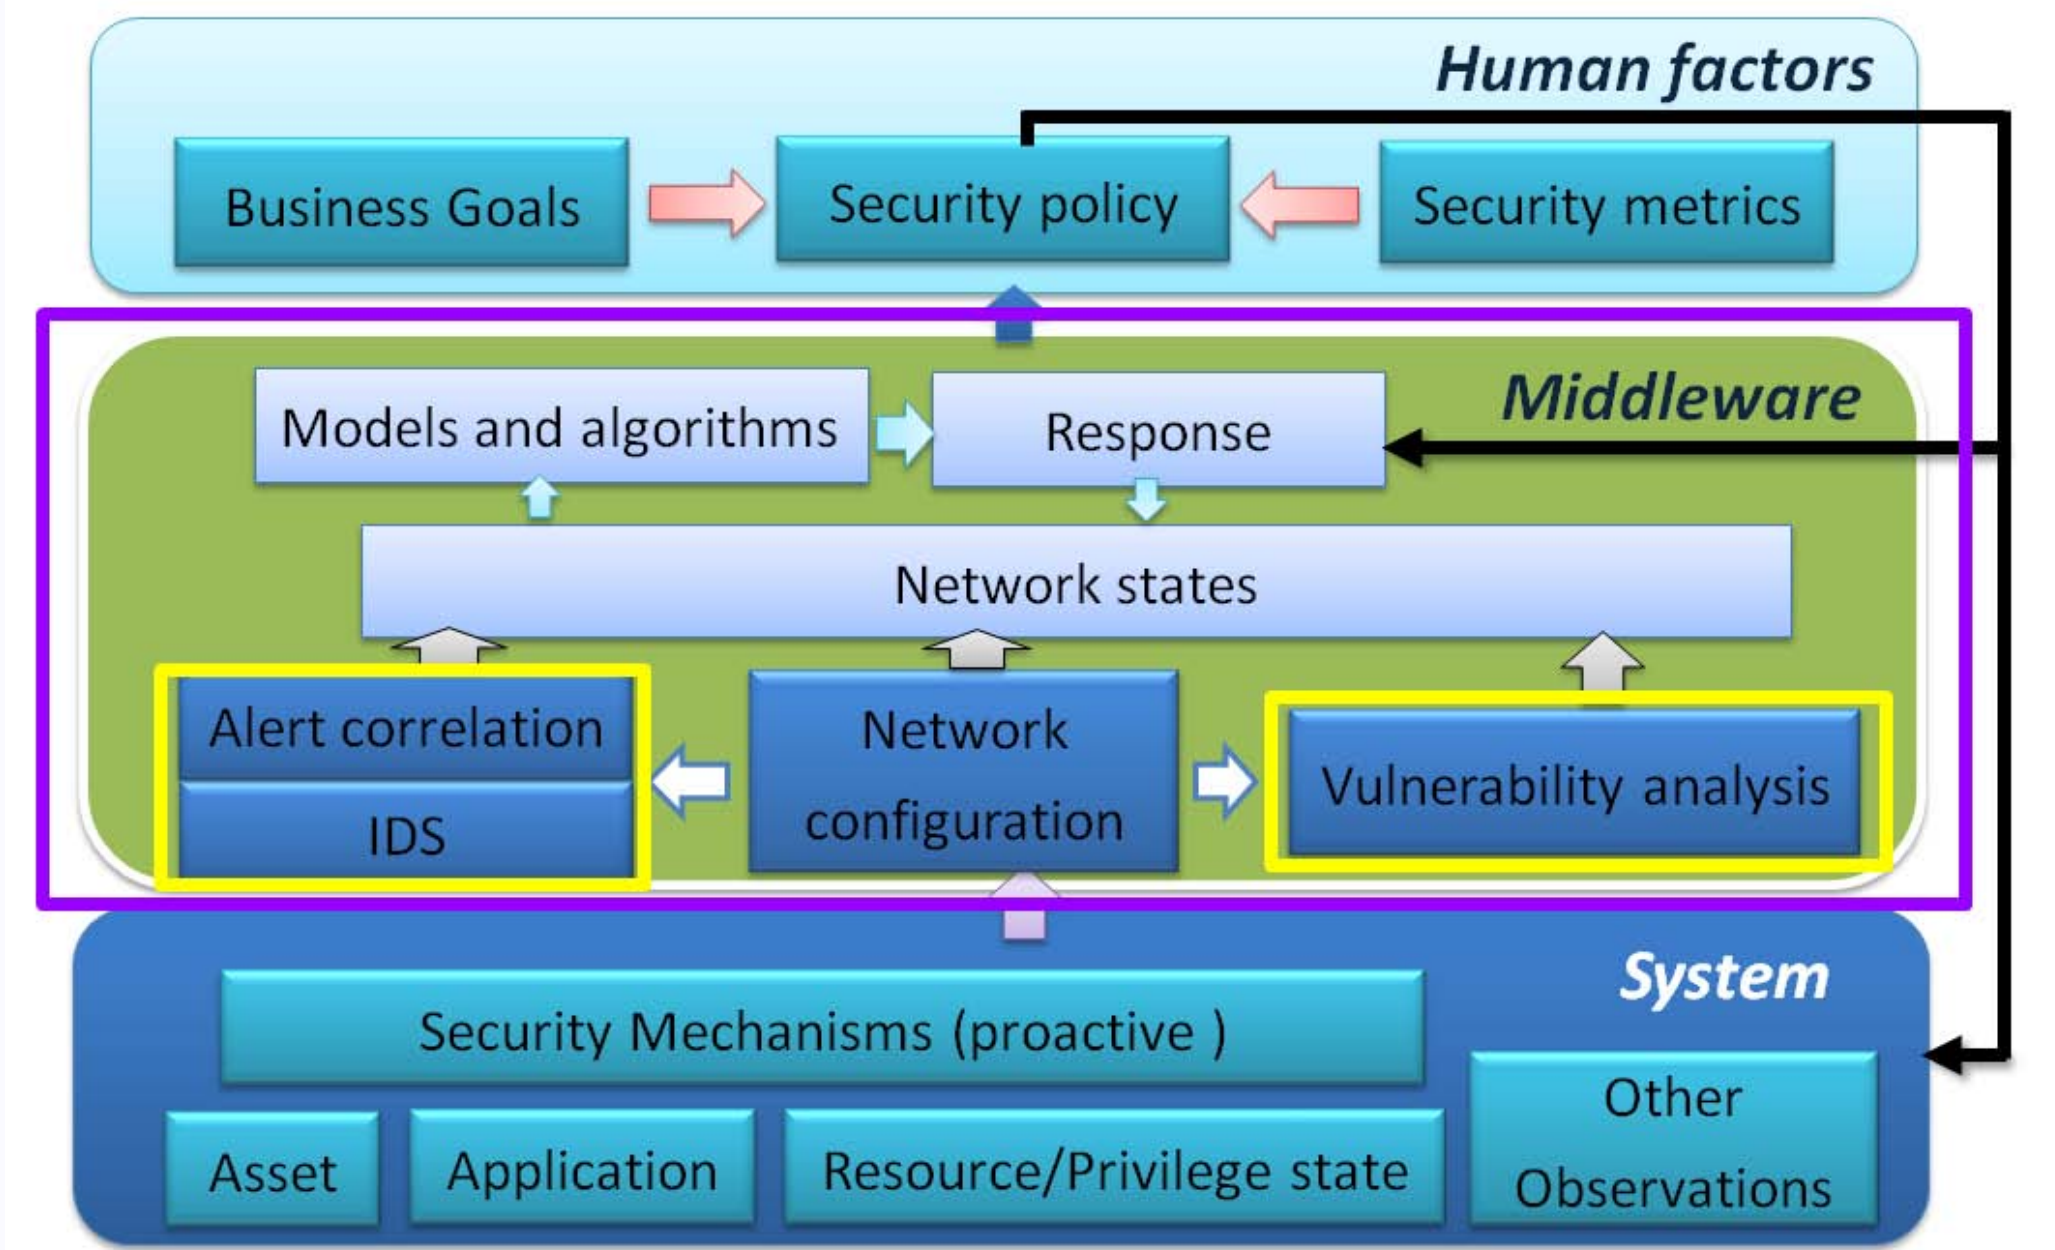 Human factors
Business Goals
Security policy
Security metrics
Middleware
Models and algorithms
Response
Network states
Alert correlation
IDS
Network
configuration
Vulnerability analysis
System
Security Mechanisms (proactive )
Asset
Application
Resource/Privilege state
Other
Observations